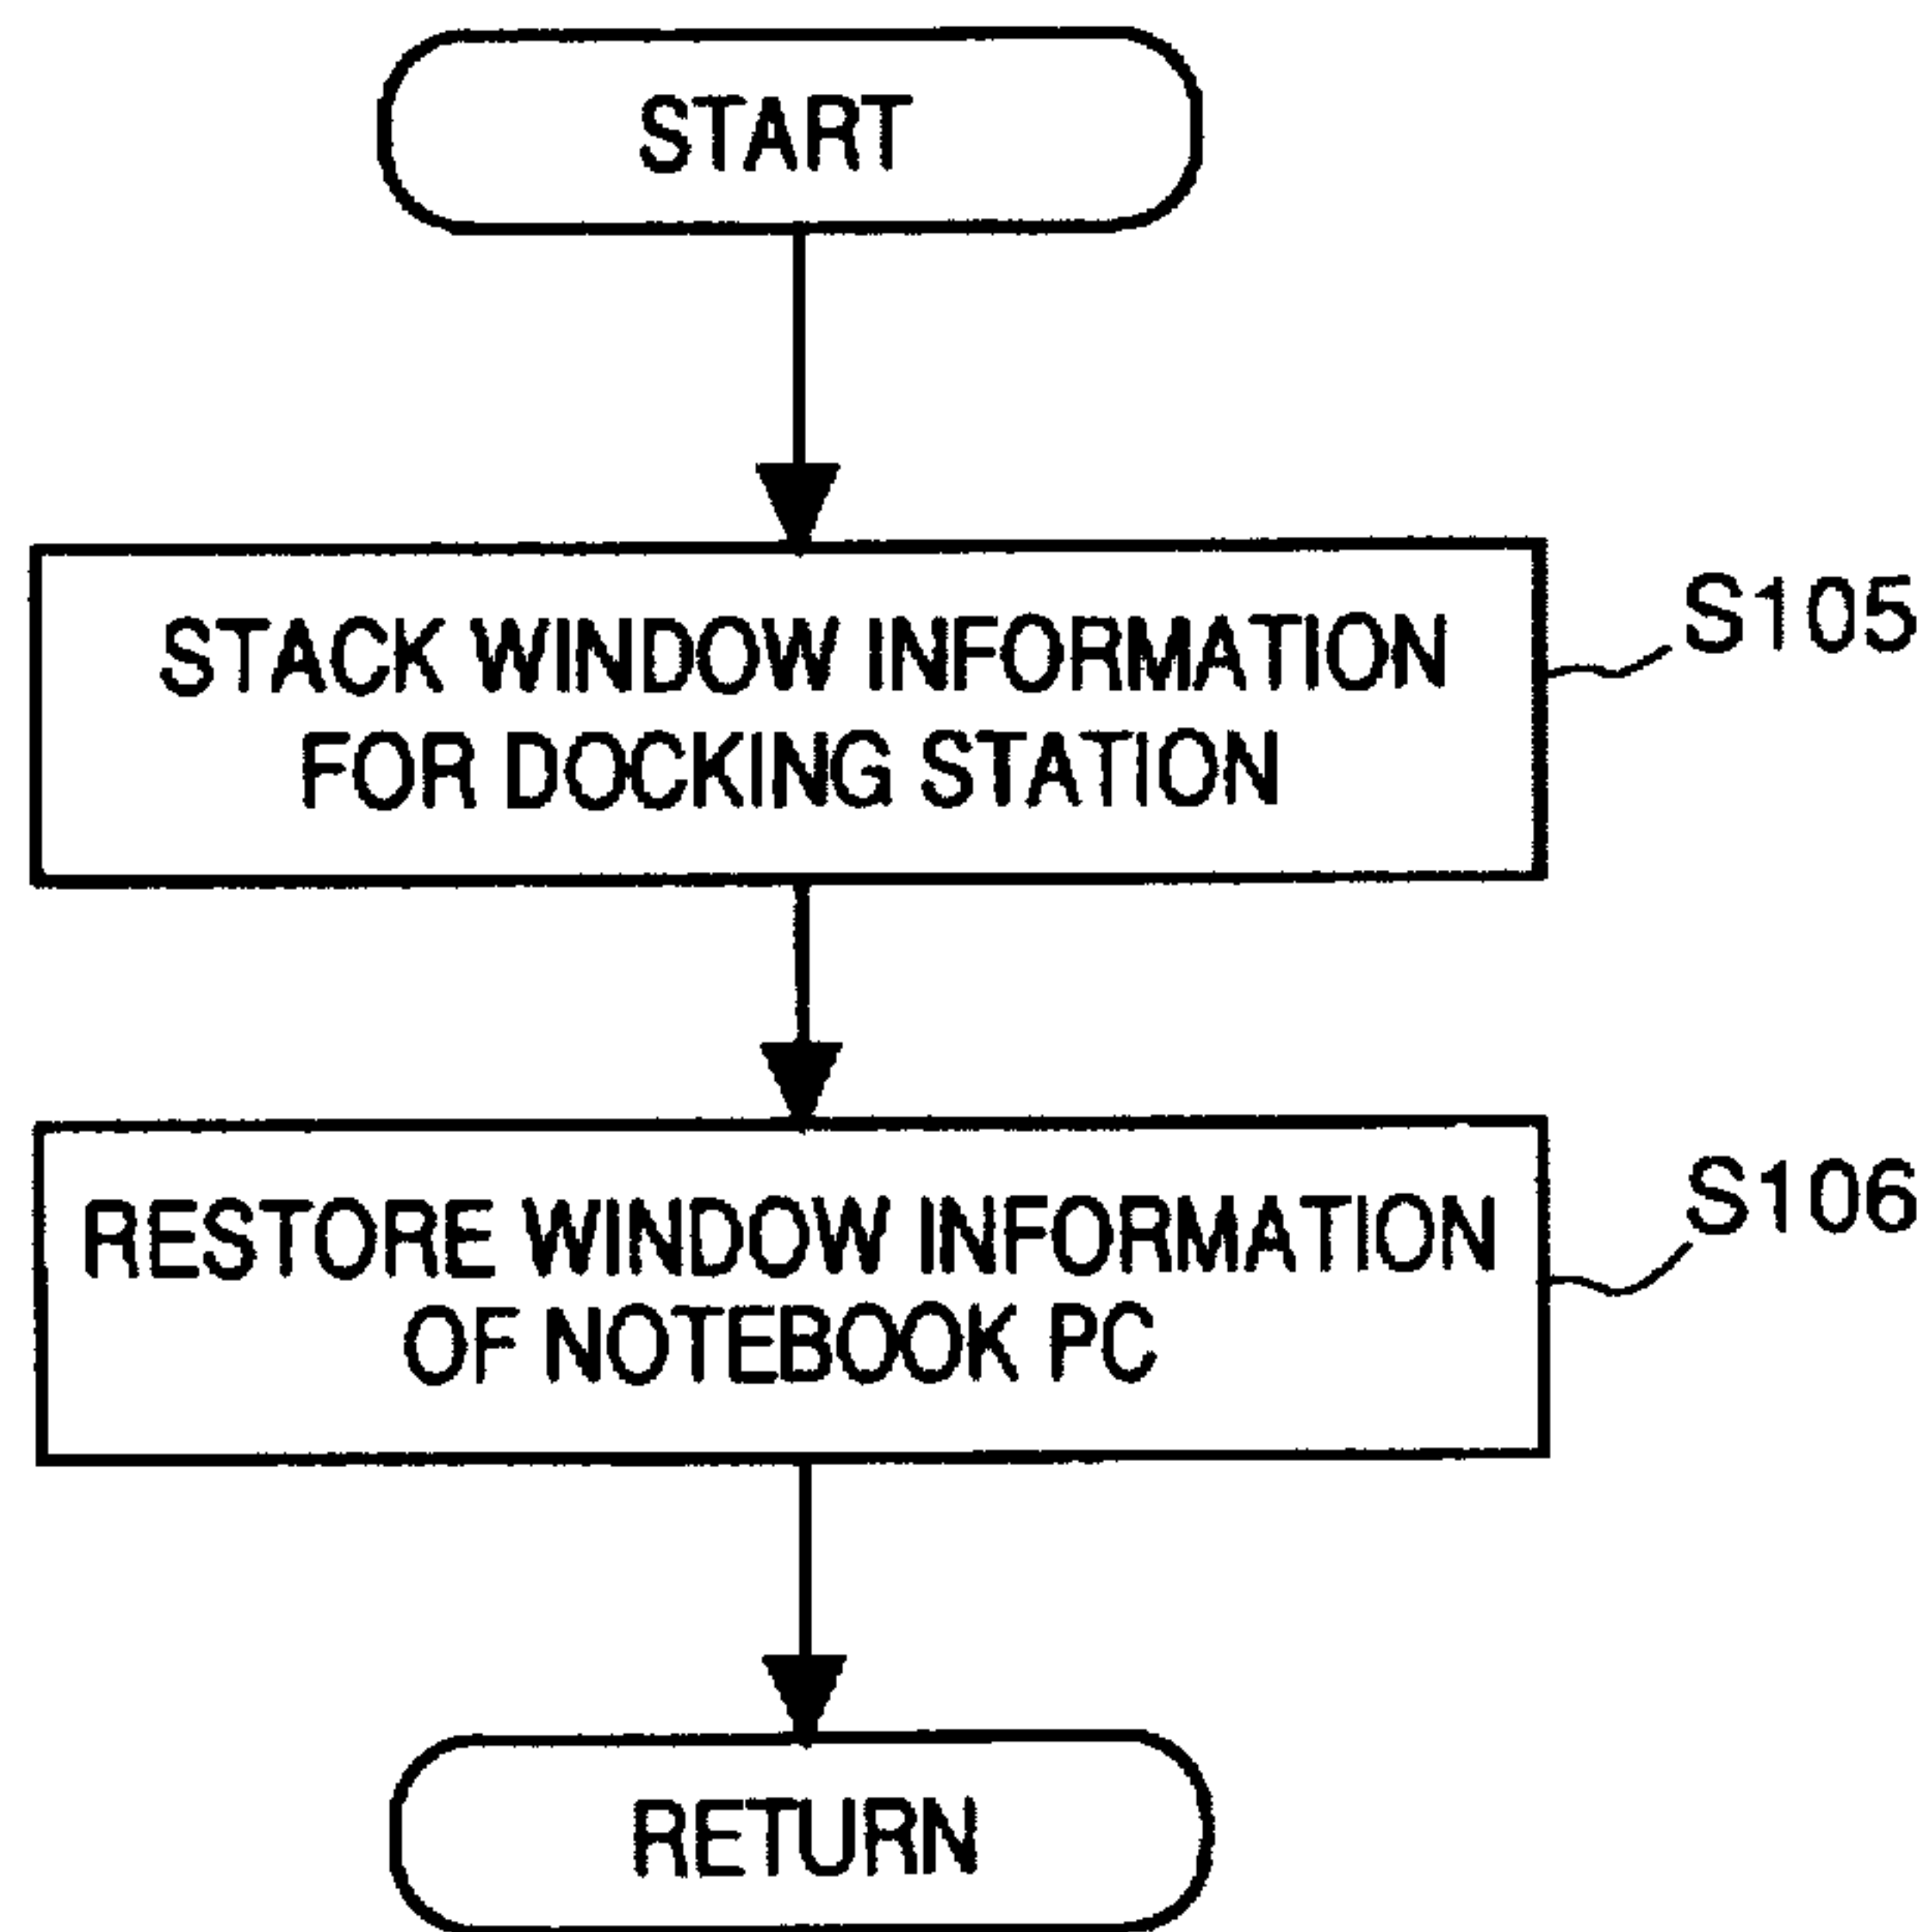 START
STACK WINDOW INFORMATION
FOR DOCKING STATION
S105
RESTORE WINDOW INFORMATION
OF NOTEBOOK PC
S106
RETURN